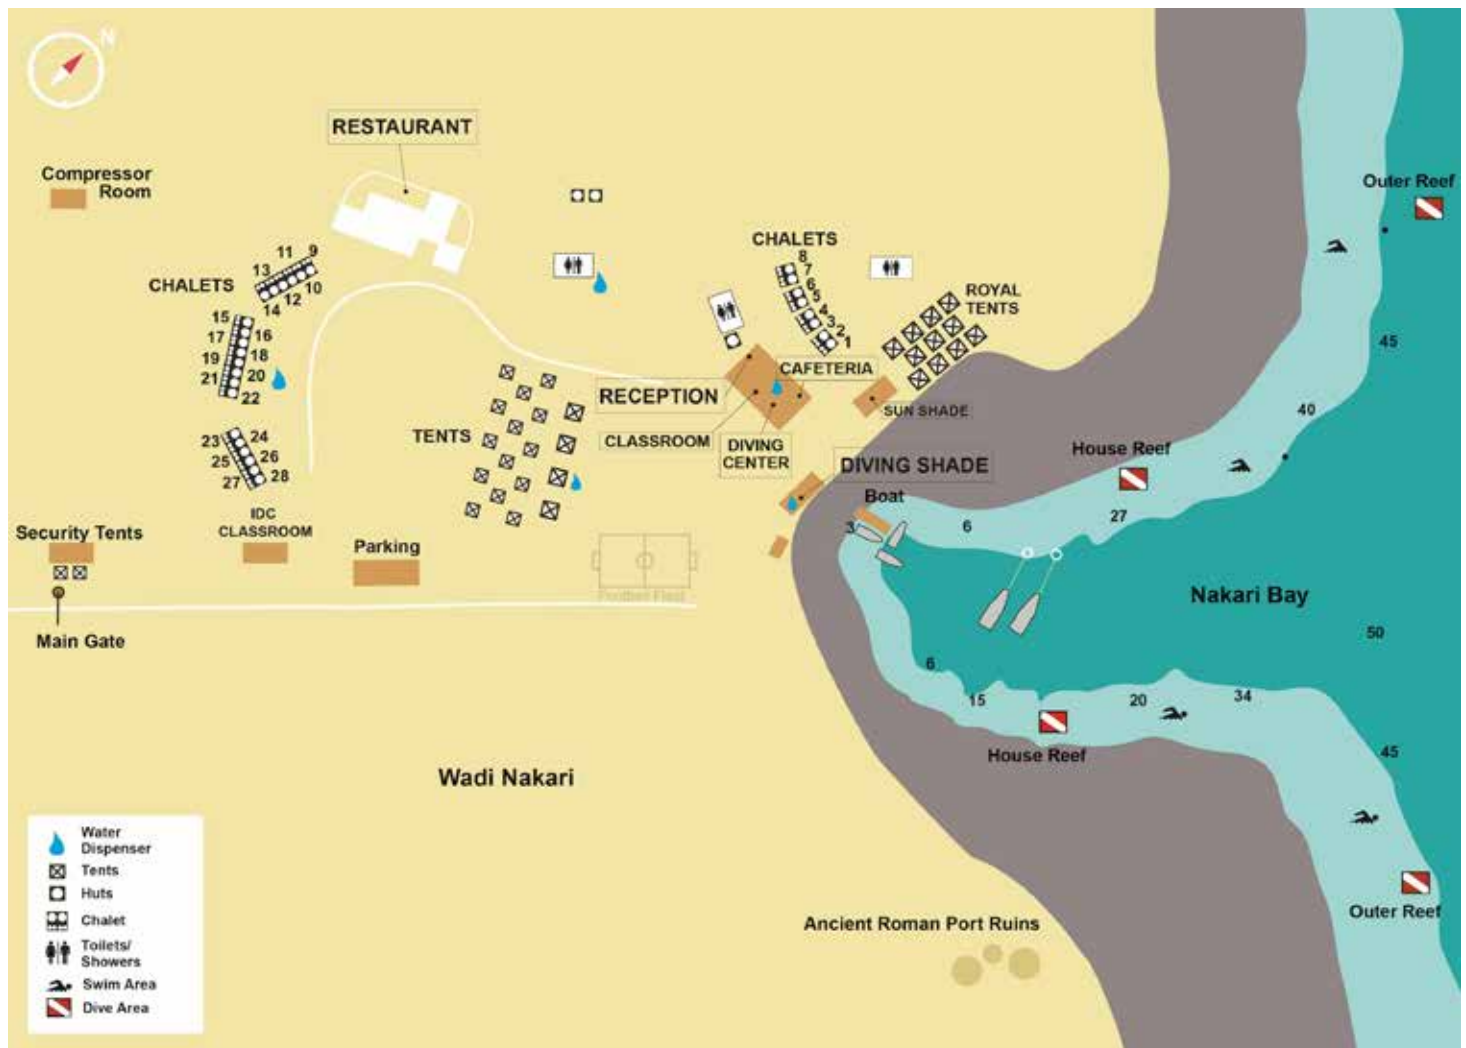 N
RESTAURANT
Compressor
Room
Outer Reef
CHALETS
8
7
6
5
4
3
2
1
11
9
13
10
12
14
CHALETS
15
17
16
19
18
21
20
22
23
24
25
26
27
28
ROYAL
TENTS
45
CAFETERIA
RECEPTION
SUN SHADE
40
TENTS
CLASSROOM
DIVING
CENTER
House Reef
DIVING SHADE
Boat
IDC
CLASSROOM
Security Tents
Parking
3
6
27
Football Field
Nakari Bay
Main Gate
50
6
15
20
34
House Reef
45
Wadi Nakari
Water
Dispenser
Tents
Huts
Chalet
Toilets/
Showers
Swim Area
Dive Area
Outer Reef
Ancient Roman Port Ruins